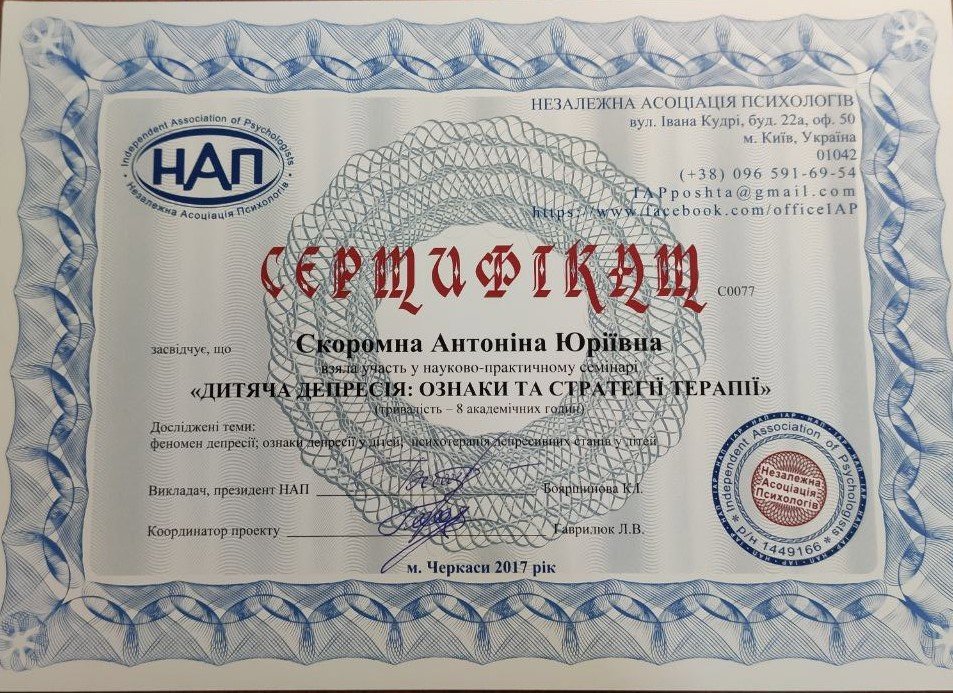 Independent Association of Psychologists
НАП
Незалежна Асоціація Психологів
НЕЗАЛЕЖНА АСОЦІАЦІЯ ПСИХОЛОГІВ
вул. Івана Кудрі, буд. 22а, оф. 50
м. Київ, Україна
01042
(+38) 096 591-69-54
IAPposhta@gmail.com
https://www.facebook.com/officeIAP
СЕРТИФІКАТ С0077
засвідчує, що Скоромна Антоніна Юріївна
взяла участь у науково-практичному семінарі
«ДИТЯЧА ДЕПРЕСІЯ: ОЗНАКИ ТА СТРАТЕГІЇ ТЕРАПІЇ»
(тривалість – 8 академічних годин)
Досліджені теми:
феномен депресії; ознаки депресії у дітей; психотерапія депресивних станів у дітей
Викладач, президент НАП Бояршинова К.І.
Координатор проекту Гаврилюк Л.В.
м. Черкаси 2017 рік
Independent Association of Psychologists
Незалежна
Асоціація
Психологів
* р/н 1449166 *